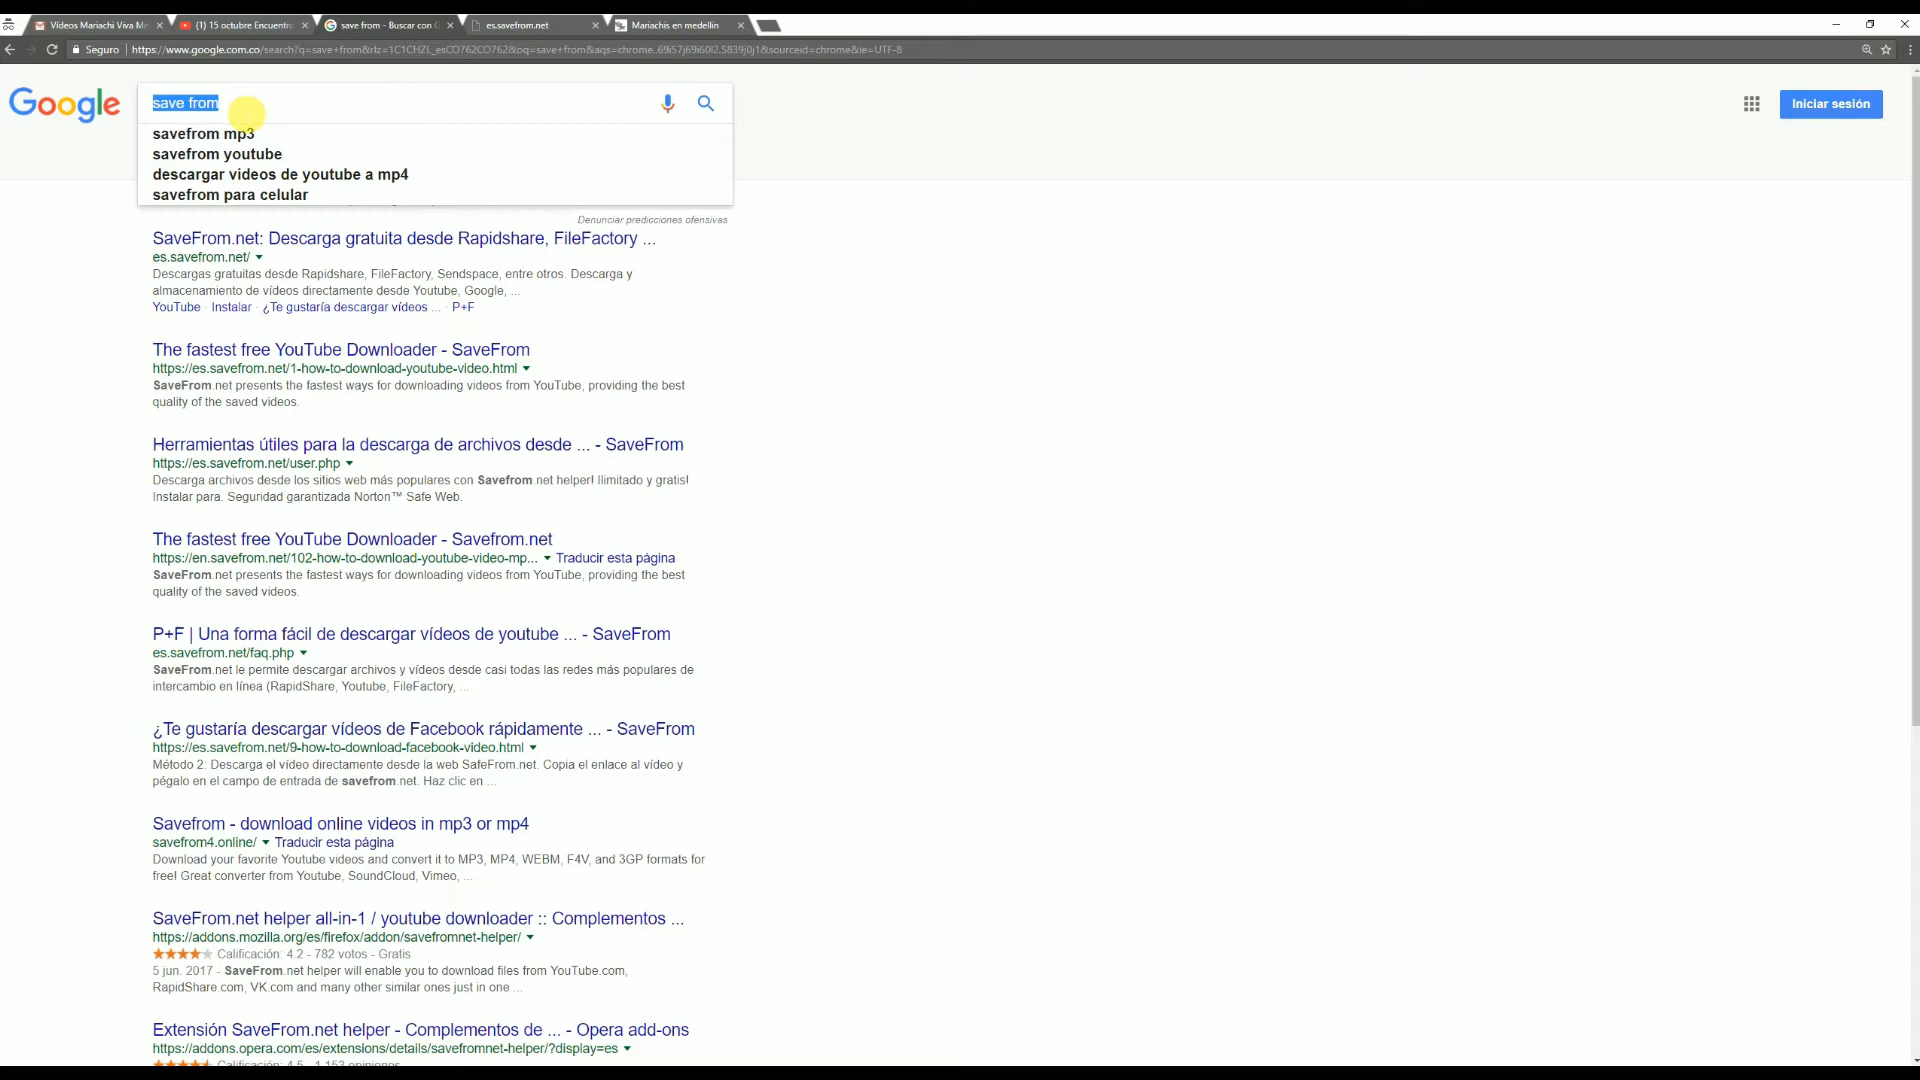 Vídeos Mariachi Viva Mé
(1) 15 octubre Encuentro
save from - Buscar con G
es.savefrom.net
Mariachis en medellin
Seguro
https://www.google.com.co/search?q=save+from&rlz=1C1CHZL_esCO762CO762&oq=save+from&aqs=chrome..69i57j69i60l2.5839j0j1&sourceid=chrome&ie=UTF-8
Google
save from
Iniciar sesión
savefrom mp3
savefrom youtube
descargar videos de youtube a mp4
savefrom para celular
Denunciar predicciones ofensivas
SaveFrom.net: Descarga gratuita desde Rapidshare, FileFactory ...
es.savefrom.net/
Descargas gratuitas desde Rapidshare, FileFactory, Sendspace, entre otros. Descarga y
almacenamiento de vídeos directamente desde Youtube, Google, ...
YouTube · Instalar · ¿Te gustaría descargar vídeos ... · P+F
The fastest free YouTube Downloader - SaveFrom
https://es.savefrom.net/1-how-to-download-youtube-video.html
SaveFrom.net presents the fastest ways for downloading videos from YouTube, providing the best
quality of the saved videos.
Herramientas útiles para la descarga de archivos desde ... - SaveFrom
https://es.savefrom.net/user.php
Descarga archivos desde los sitios web más populares con Savefrom.net helper! Ilimitado y gratis!
Instalar para. Seguridad garantizada Norton™ Safe Web.
The fastest free YouTube Downloader - Savefrom.net
https://en.savefrom.net/102-how-to-download-youtube-video-mp... Traducir esta página
SaveFrom.net presents the fastest ways for downloading videos from YouTube, providing the best
quality of the saved videos.
P+F | Una forma fácil de descargar vídeos de youtube ... - SaveFrom
es.savefrom.net/faq.php
SaveFrom.net le permite descargar archivos y vídeos desde casi todas las redes más populares de
intercambio en línea (RapidShare, Youtube, FileFactory, ...
¿Te gustaría descargar vídeos de Facebook rápidamente ... - SaveFrom
https://es.savefrom.net/9-how-to-download-facebook-video.html
Método 2: Descarga el vídeo directamente desde la web SafeFrom.net. Copia el enlace al vídeo y
pégalo en el campo de entrada de savefrom.net. Haz clic en ...
Savefrom - download online videos in mp3 or mp4
savefrom4.online/ Traducir esta página
Download your favorite Youtube videos and convert it to MP3, MP4, WEBM, F4V, and 3GP formats for
free! Great converter from Youtube, SoundCloud, Vimeo, ...
SaveFrom.net helper all-in-1 / youtube downloader :: Complementos ...
https://addons.mozilla.org/es/firefox/addon/savefromnet-helper/
Calificación: 4.2 - 782 votos - Gratis
5 jun. 2017 - SaveFrom.net helper will enable you to download files from YouTube.com,
RapidShare.com, VK.com and many other similar ones just in one ...
Extensión SaveFrom.net helper - Complementos de ... - Opera add-ons
https://addons.opera.com/es/extensions/details/savefromnet-helper/?display=es
Calificación: 4.5 - 1.153 opiniones